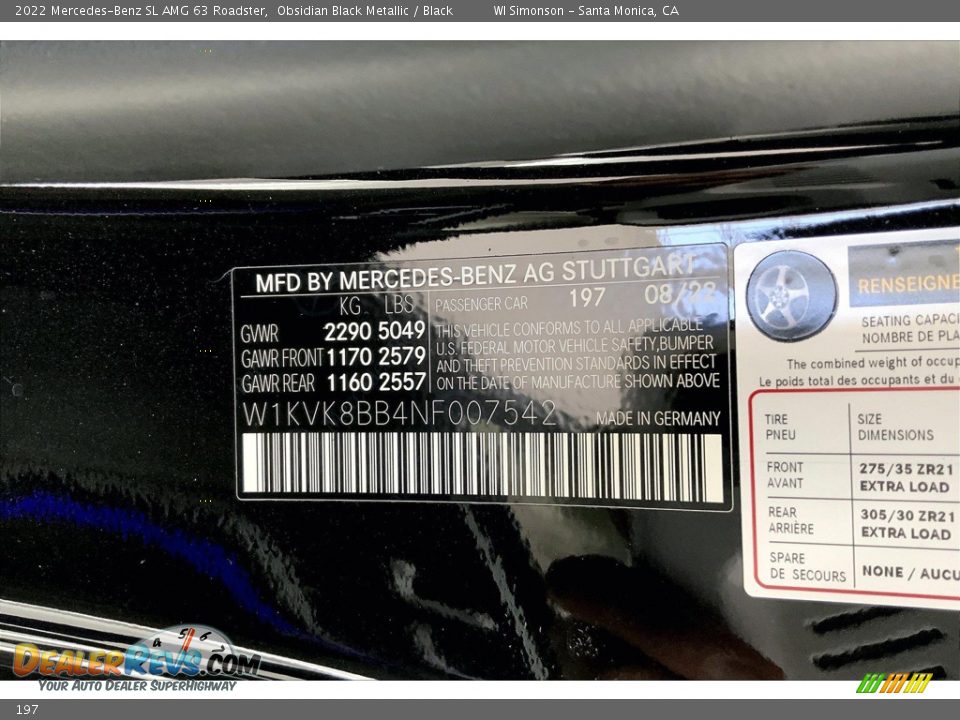 2022 Mercedes-Benz SL AMG 63 Roadster, Obsidian Black Metallic / Black WI Simonson - Santa Monica, CA
MFD BY MERCEDES-BENZ AG STUTTGART
KG LBS PASSENGER CAR 197 08/22
GVWR 2290 5049
GAWR FRONT 1170 2579
GAWR REAR 1160 2557
THIS VEHICLE CONFORMS TO ALL APPLICABLE
U.S. FEDERAL MOTOR VEHICLE SAFETY,BUMPER
AND THEFT PREVENTION STANDARDS IN EFFECT
ON THE DATE OF MANUFACTURE SHOWN ABOVE
W1KVK8BB4NF007542 MADE IN GERMANY
RENSEIGNE
SEATING CAPACI
NOMBRE DE PLA
The combined weight of occup
Le poids total des occupants et du
TIRE SIZE
PNEU DIMENSIONS
FRONT 275/35 ZR21
AVANT EXTRA LOAD
REAR 305/30 ZR21
ARRIÈRE EXTRA LOAD
SPARE
DE SECOURS NONE / AUCU
4 5 6
DealerRevs.com
Your Auto Dealer SuperHighway
197